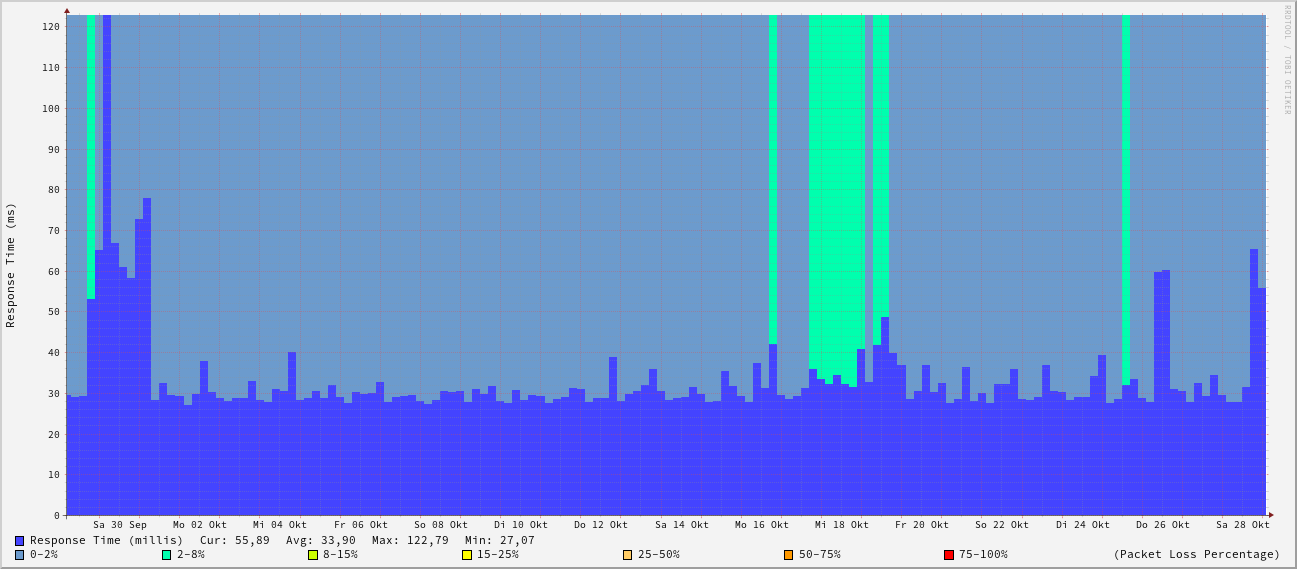 RRDTOOL / TOBI OETIKER
Response Time (ms)
120
110
100
90
80
70
60
50
40
30
20
10
0
Sa 30 Sep Mo 02 Okt Mi 04 Okt Fr 06 Okt So 08 Okt Di 10 Okt Do 12 Okt Sa 14 Okt Mo 16 Okt Mi 18 Okt Fr 20 Okt So 22 Okt Di 24 Okt Do 26 Okt Sa 28 Okt
Response Time (millis) Cur: 55,89 Avg: 33,90 Max: 122,79 Min: 27,07
0-2% 2-8% 8-15% 15-25% 25-50% 50-75% 75-100% (Packet Loss Percentage)